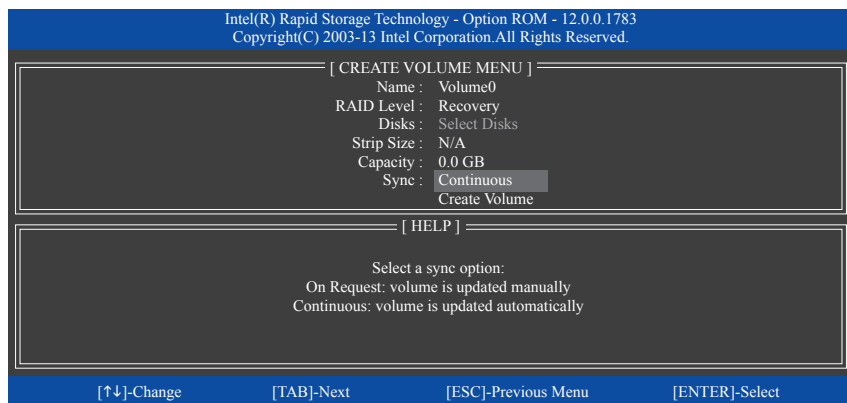 Intel(R) Rapid Storage Technology - Option ROM - 12.0.0.1783
Copyright(C) 2003-13 Intel Corporation.All Rights Reserved.
[ CREATE VOLUME MENU ]
Name : Volume0
RAID Level : Recovery
Disks : Select Disks
Strip Size : N/A
Capacity : 0.0 GB
Sync : Continuous
Create Volume
[ HELP ]
Select a sync option:
On Request: volume is updated manually
Continuous: volume is updated automatically
[↑↓]-Change [TAB]-Next [ESC]-Previous Menu [ENTER]-Select